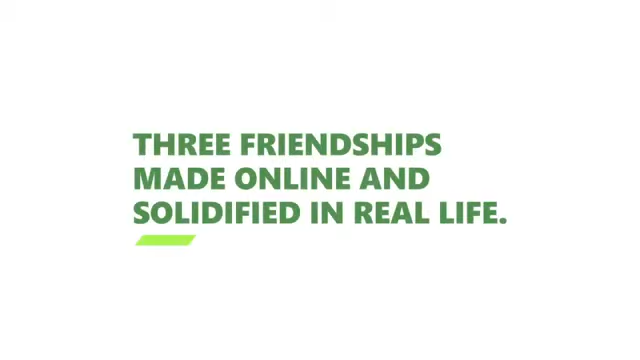 THREE FRIENDSHIPS
MADE ONLINE AND
SOLIDIFIED IN REAL LIFE.